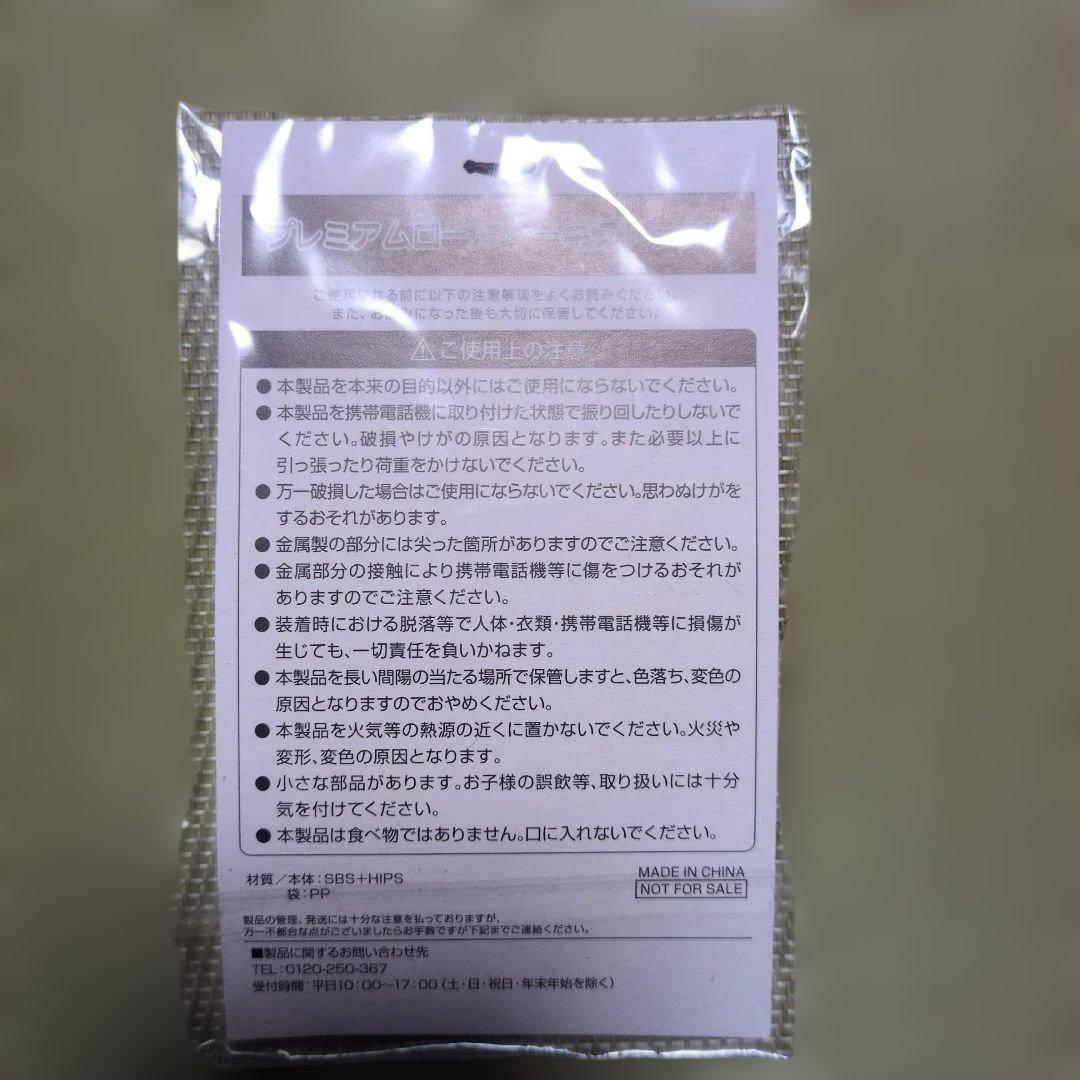 プレミアムロール
ご使用になる前に以下の注意事項をよくお読みください。
また、お読みになった後も大切に保管してください。
⚠ご使用上の注意
●本製品を本来の目的以外にはご使用にならないでください。
●本製品を携帯電話機に取り付けた状態で振り回したりしないで
ください。破損やけがの原因となります。また必要以上に
引っ張ったり荷重をかけないでください。
●万一破損した場合はご使用にならないでください。思わぬけがを
するおそれがあります。
●金属製の部分には尖った箇所がありますのでご注意ください。
●金属部分の接触により携帯電話機等に傷をつけるおそれが
ありますのでご注意ください。
●装着時における脱落等で人体・衣類・携帯電話機等に損傷が
生じても、一切責任を負いかねます。
●本製品を長い間陽の当たる場所で保管しますと、色落ち、変色の
原因となりますのでおやめください。
●本製品を火気等の熱源の近くに置かないでください。火災や
変形、変色の原因となります。
●小さな部品があります。お子様の誤飲等、取り扱いには十分
気を付けてください。
●本製品は食べ物ではありません。口に入れないでください。
材質/本体:SBS+HIPS
袋:PP
MADE IN CHINA
NOT FOR SALE
製品の管理、発送には十分な注意を払っておりますが、
万一不都合な点がございましたらお手数ですが下記までご連絡ください。
■製品に関するお問い合わせ先
TEL:0120-250-367
受付時間:平日10:00〜17:00(土・日・祝日・年末年始を除く)